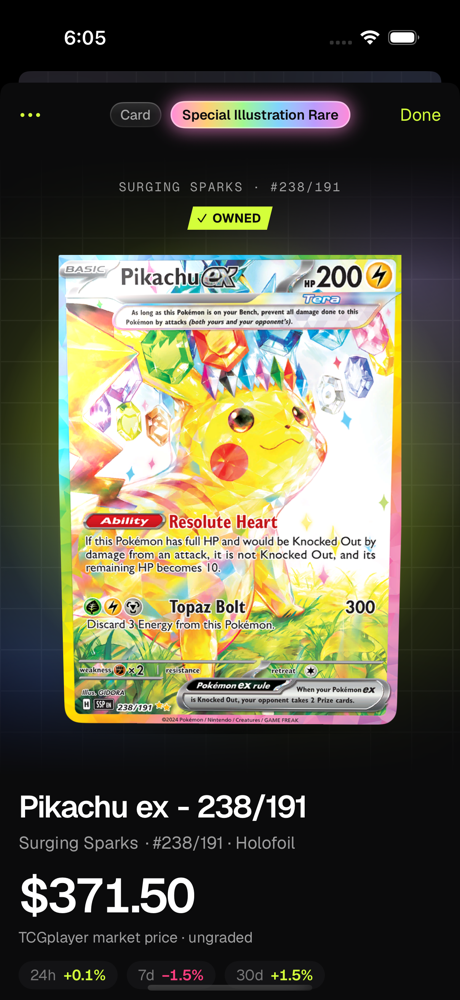 6:05
Card
Special Illustration Rare
Done
SURGING SPARKS · #238/191
✓ OWNED
BASIC
Pikachu ex
HP 200
Tera
As long as this Pokémon is on your Bench, prevent all damage done to this
Pokémon by attacks (both yours and your opponent's).
Ability Resolute Heart
If this Pokémon has full HP and would be Knocked Out by
damage from an attack, it is not Knocked Out, and its
remaining HP becomes 10.
Topaz Bolt 300
Discard 3 Energy from this Pokémon.
weakness ×2 resistance retreat
Pokémon ex rule
When your Pokémon ex
is Knocked Out, your opponent takes 2 Prize cards.
Illus. GIDORA
H SSP EN 238/191
©2024 Pokémon / Nintendo / Creatures / GAME FREAK
Pikachu ex - 238/191
Surging Sparks · #238/191 · Holofoil
$371.50
TCGplayer market price · ungraded
24h +0.1% 7d −1.5% 30d +1.5%